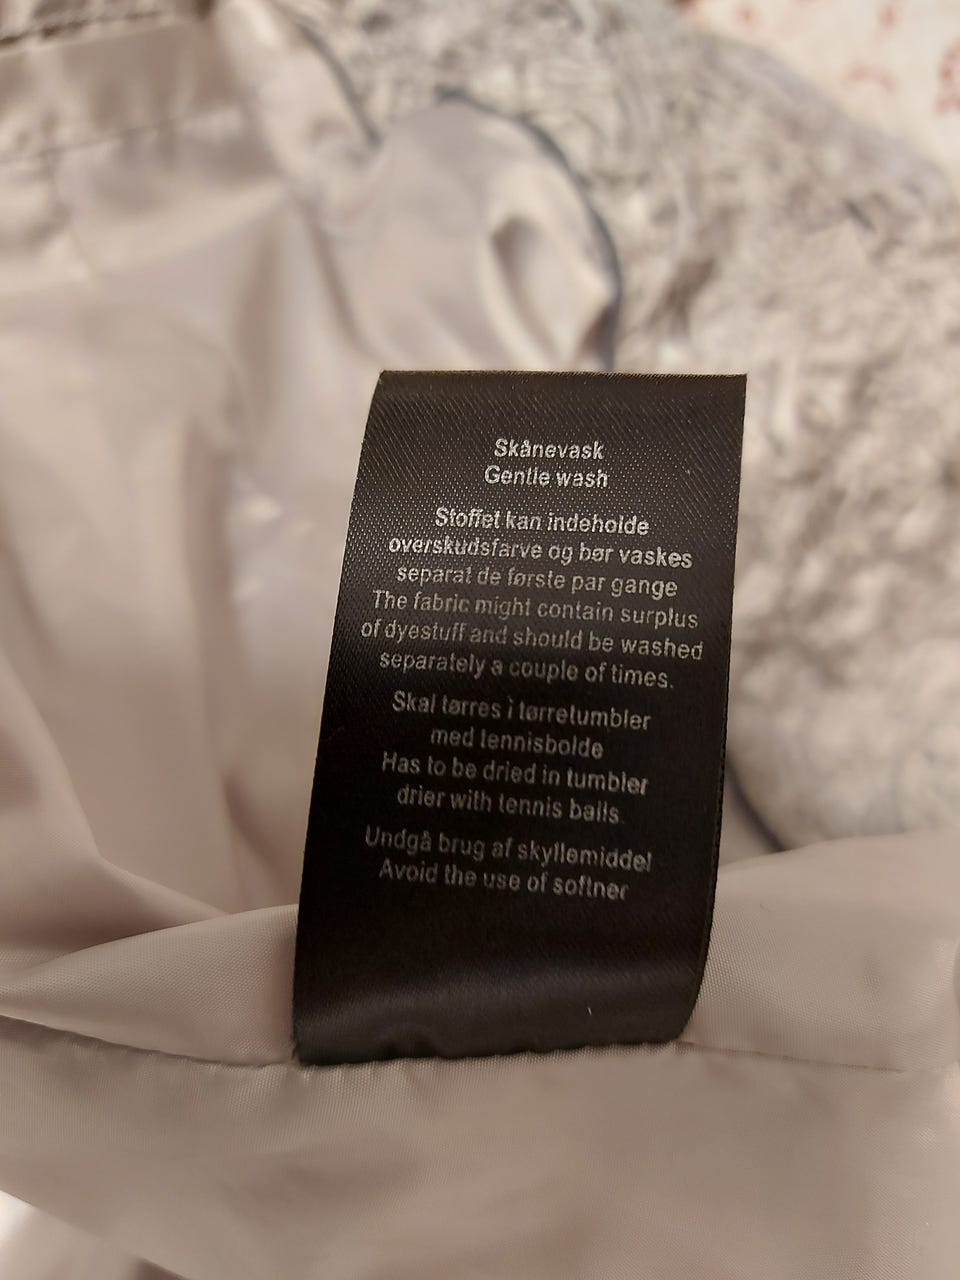 Skånevask
Gentle wash
Stoffet kan indeholde
overskudsfarve og bør vaskes
separat de første par gange
The fabric might contain surplus
of dyestuff and should be washed
separately a couple of times.
Skal tørres i tørretumbler
med tennisbolde
Has to be dried in tumbler
drier with tennis balls
Undgå brug af skyllemiddel
Avoid the use of softner